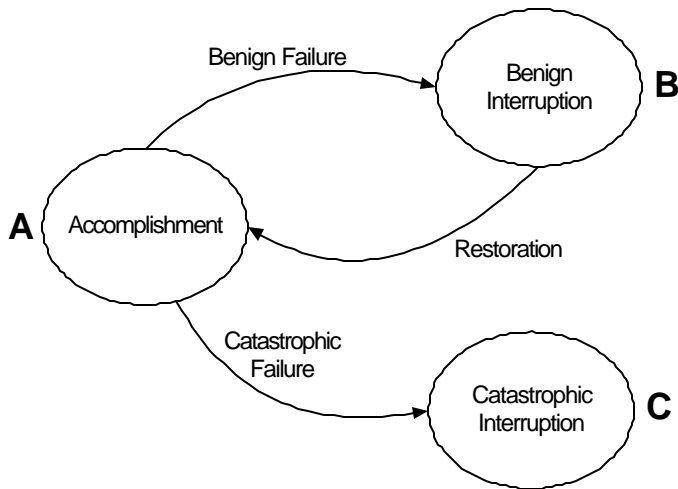 Benign Failure
Benign
Interruption
B
A
Accomplishment
Restoration
Catastrophic
Failure
Catastrophic
Interruption
C